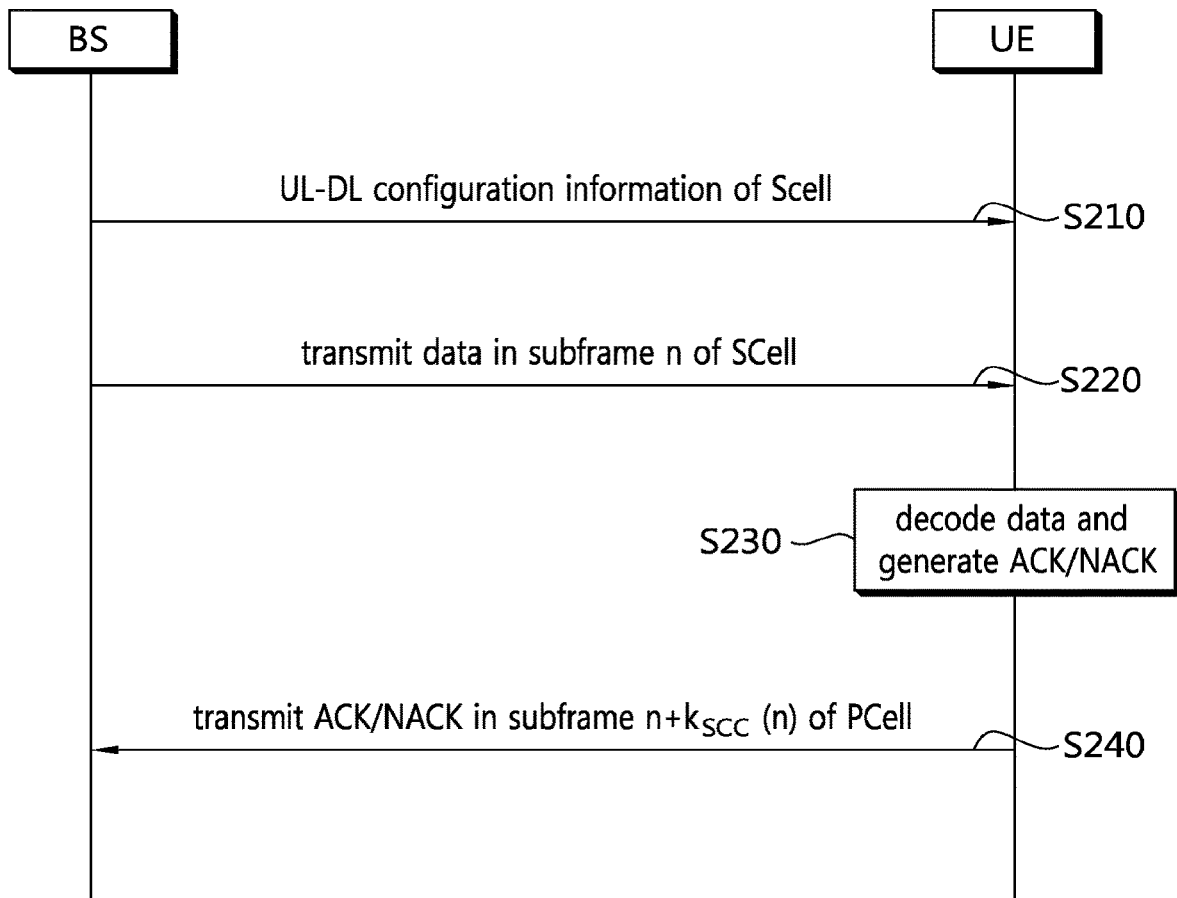 BS
UE
UL-DL configuration information of Scell
S210
transmit data in subframe n of SCell
S220
decode data and
generate ACK/NACK
S230
transmit ACK/NACK in subframe n+kSCC (n) of PCell
S240